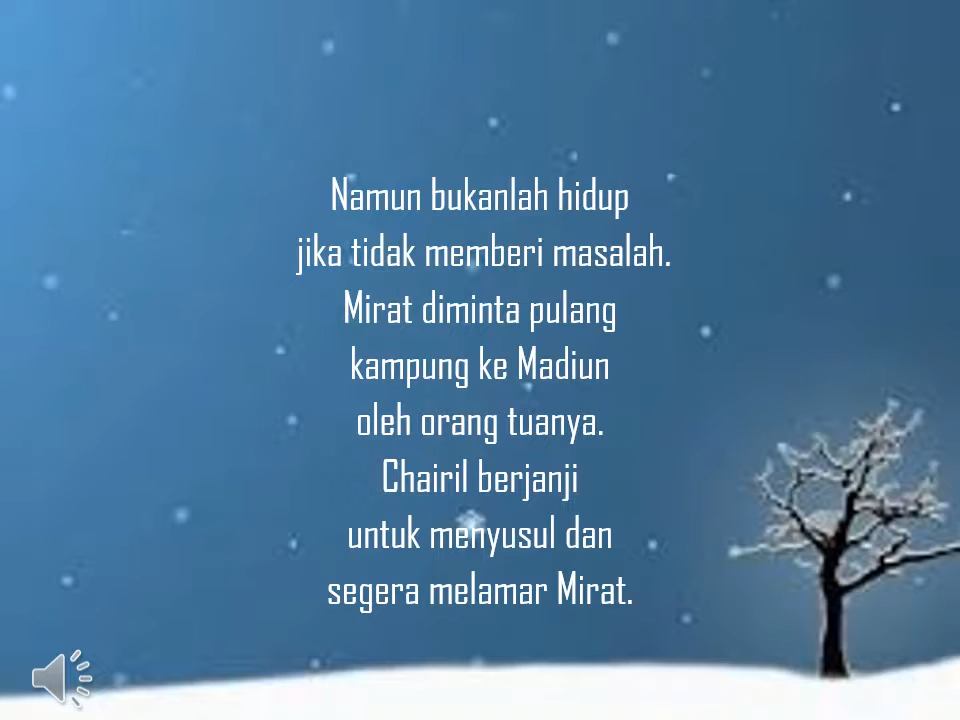 Namun bukanlah hidup
jika tidak memberi masalah.
Mirat diminta pulang
kampung ke Madiun
oleh orang tuanya.
Chairil berjanji
untuk menyusul dan
segera melamar Mirat.